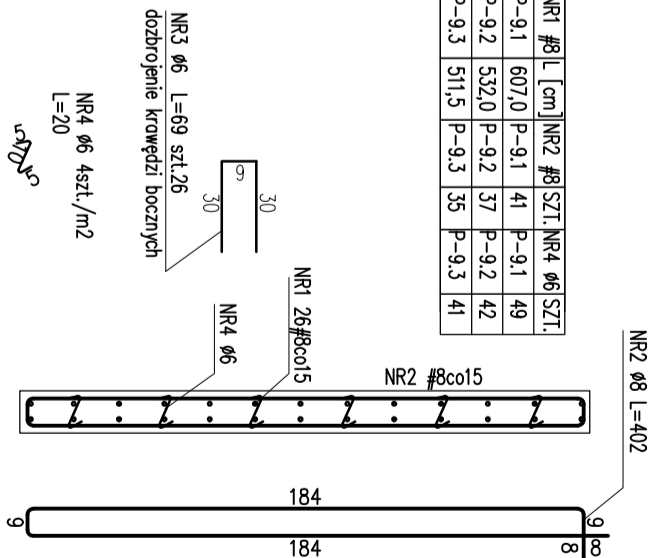 NR1 #8 L [cm] NR2 #8 SZT. NR4 ø6 SZT.
P-9.1 607,0 P-9.1 41 P-9.1 49
P-9.2 532,0 P-9.2 37 P-9.2 42
P-9.3 511,5 P-9.3 35 P-9.3 41
NR2 ø8 L=402
NR2 #8co15
30
9
30
NR3 ø6 L=69 szt.26
dozbrojenie krawędzi bocznych
NR1 26#8co15
NR4 ø6
NR4 ø6 4szt./m2
L=20
5
5
184
184
9
9
8
8